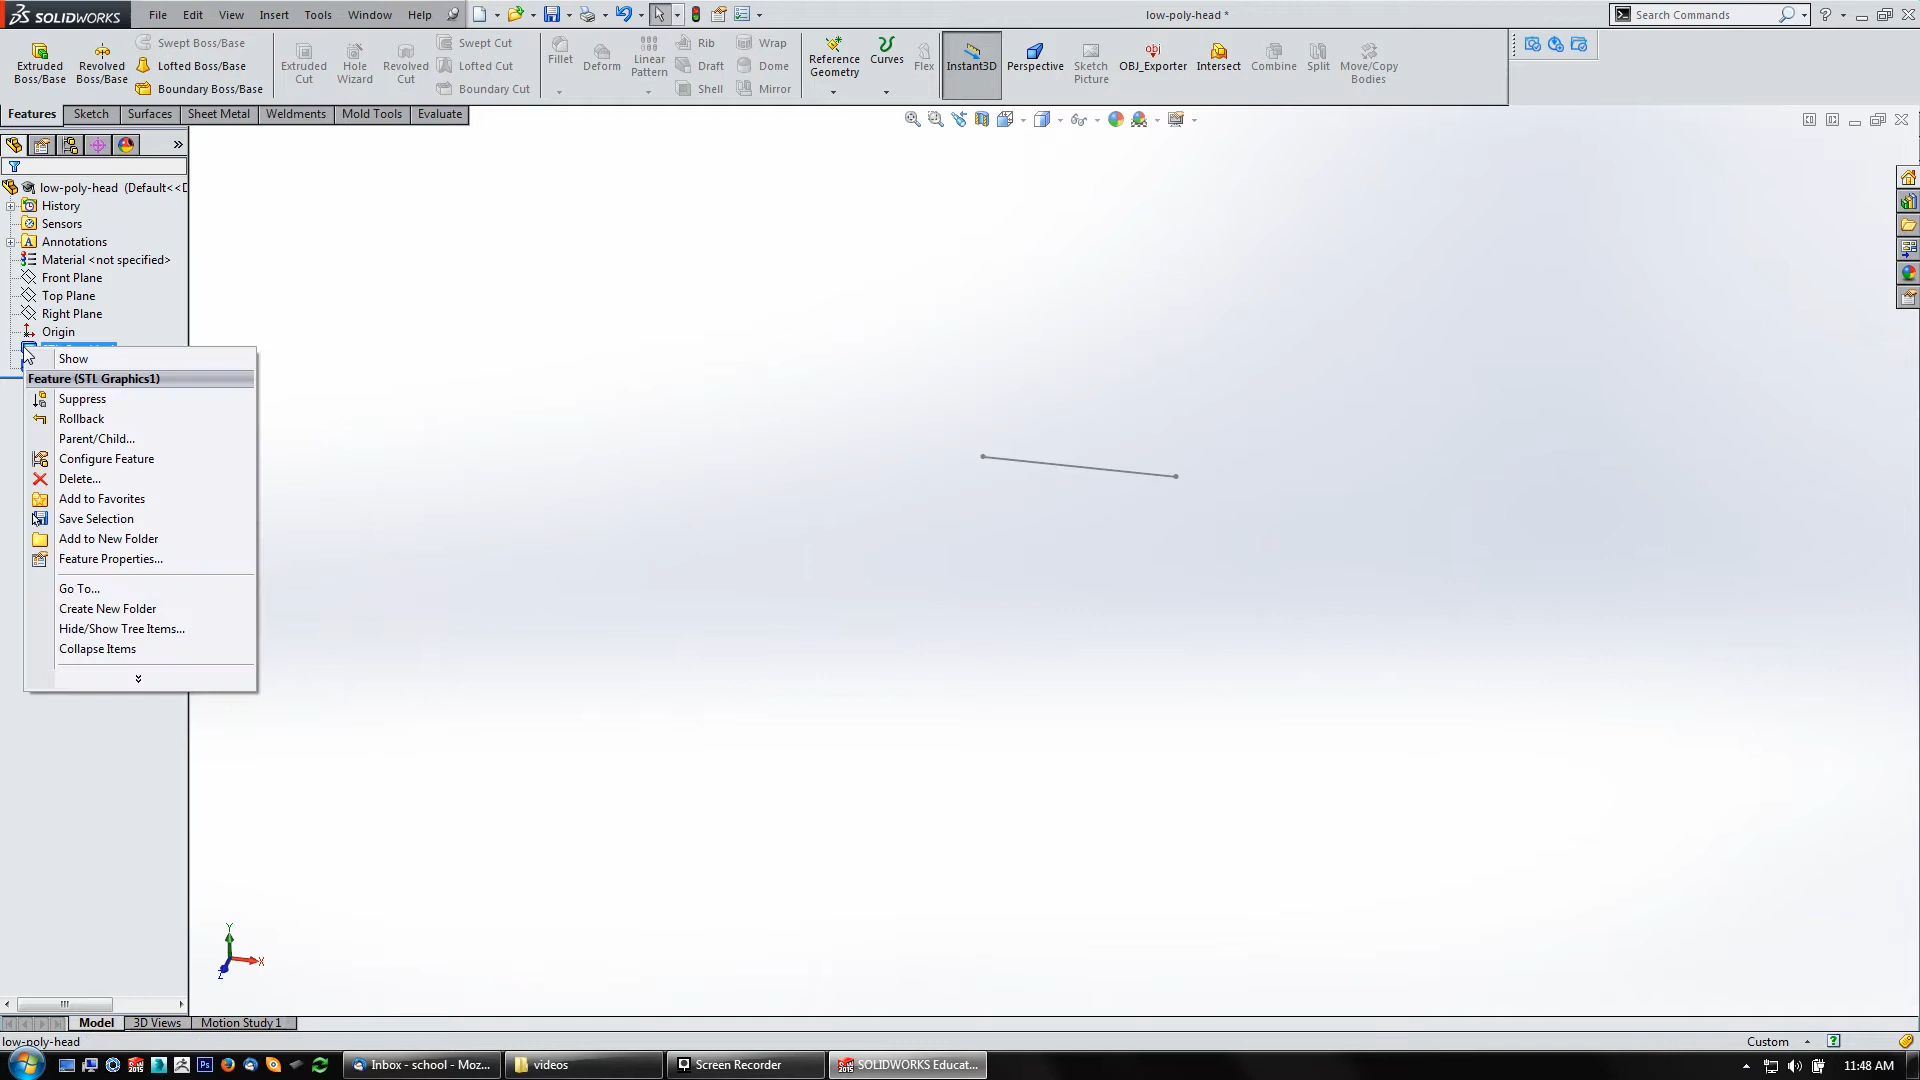 SOLIDWORKS File Edit View Insert Tools Window Help low-poly-head * Search Commands
Extruded Boss/Base
Revolved Boss/Base
Swept Boss/Base
Lofted Boss/Base
Boundary Boss/Base
Extruded Cut
Hole Wizard
Revolved Cut
Swept Cut
Lofted Cut
Boundary Cut
Fillet
Deform
Linear Pattern
Rib
Draft
Shell
Wrap
Dome
Mirror
Reference Geometry
Curves
Flex
Instant3D
Perspective
Sketch Picture
obj
OBJ_Exporter
Intersect
Combine
Split
Move/Copy Bodies
Features Sketch Surfaces Sheet Metal Weldments Mold Tools Evaluate
low-poly-head (Default<<D
History
Sensors
Annotations
Material <not specified>
Front Plane
Top Plane
Right Plane
Origin
Show
Feature (STL Graphics1)
Suppress
Rollback
Parent/Child...
Configure Feature
Delete...
Add to Favorites
Save Selection
Add to New Folder
Feature Properties...
Go To...
Create New Folder
Hide/Show Tree Items...
Collapse Items
Y
X
Z
Model 3D Views Motion Study 1
low-poly-head Custom
Inbox - school - Moz... videos Screen Recorder SOLIDWORKS Educat... 11:48 AM